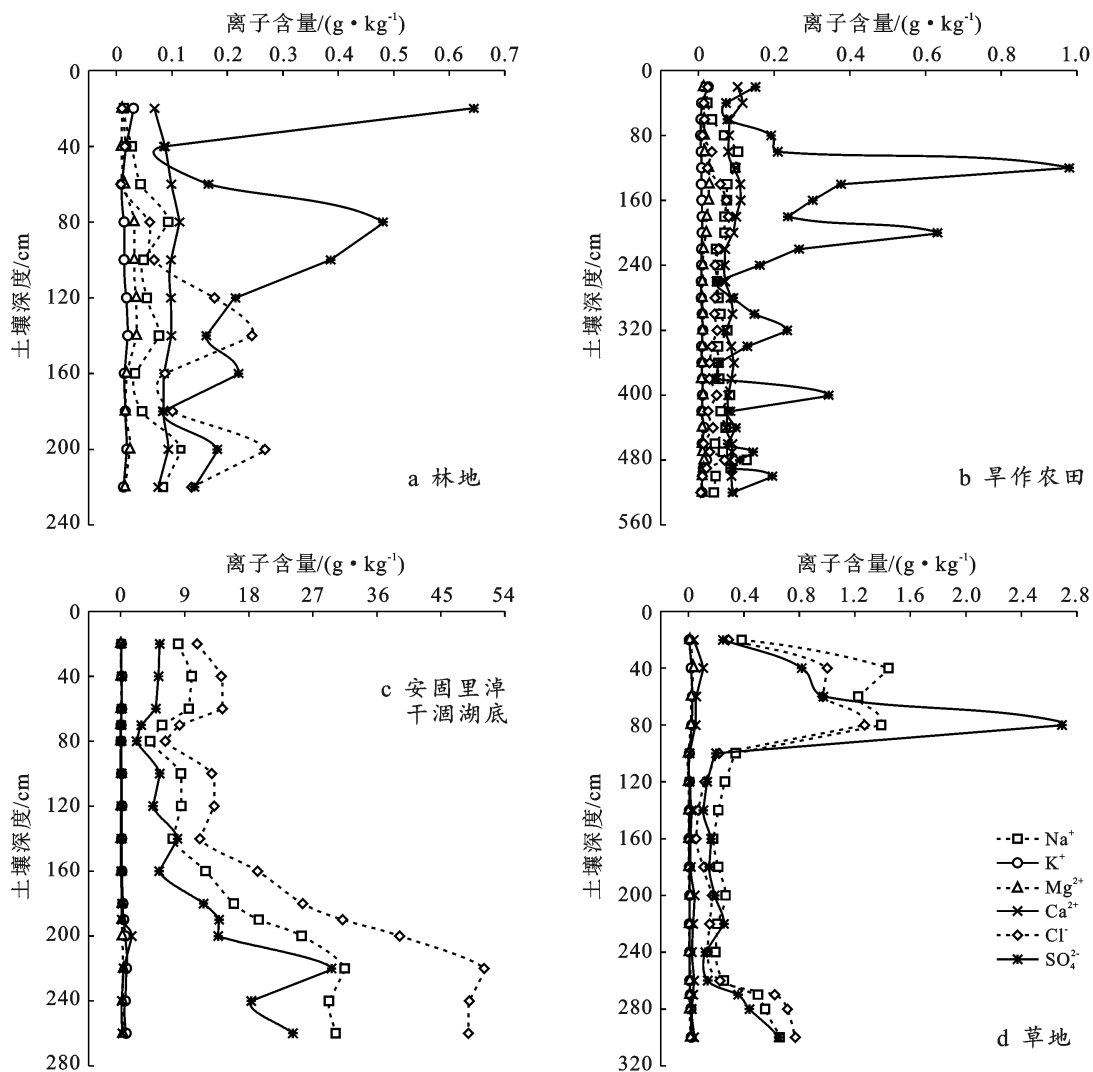 离子含量/(g·kg⁻¹)
0 0.1 0.2 0.3 0.4 0.5 0.6 0.7
0
40
80
120
160
200
240
土壤深度/cm
a 林地
离子含量/(g·kg⁻¹)
0 0.2 0.4 0.6 0.8 1.0
0
80
160
240
320
400
480
560
土壤深度/cm
b 旱作农田
离子含量/(g·kg⁻¹)
0 9 18 27 36 45 54
0
40
80
120
160
200
240
280
土壤深度/cm
c 安固里淖
干涸湖底
离子含量/(g·kg⁻¹)
0 0.4 0.8 1.2 1.6 2.0 2.4 2.8
0
40
80
120
160
200
240
280
320
土壤深度/cm
Na⁺
K⁺
Mg²⁺
Ca²⁺
Cl⁻
SO₄²⁻
d 草地